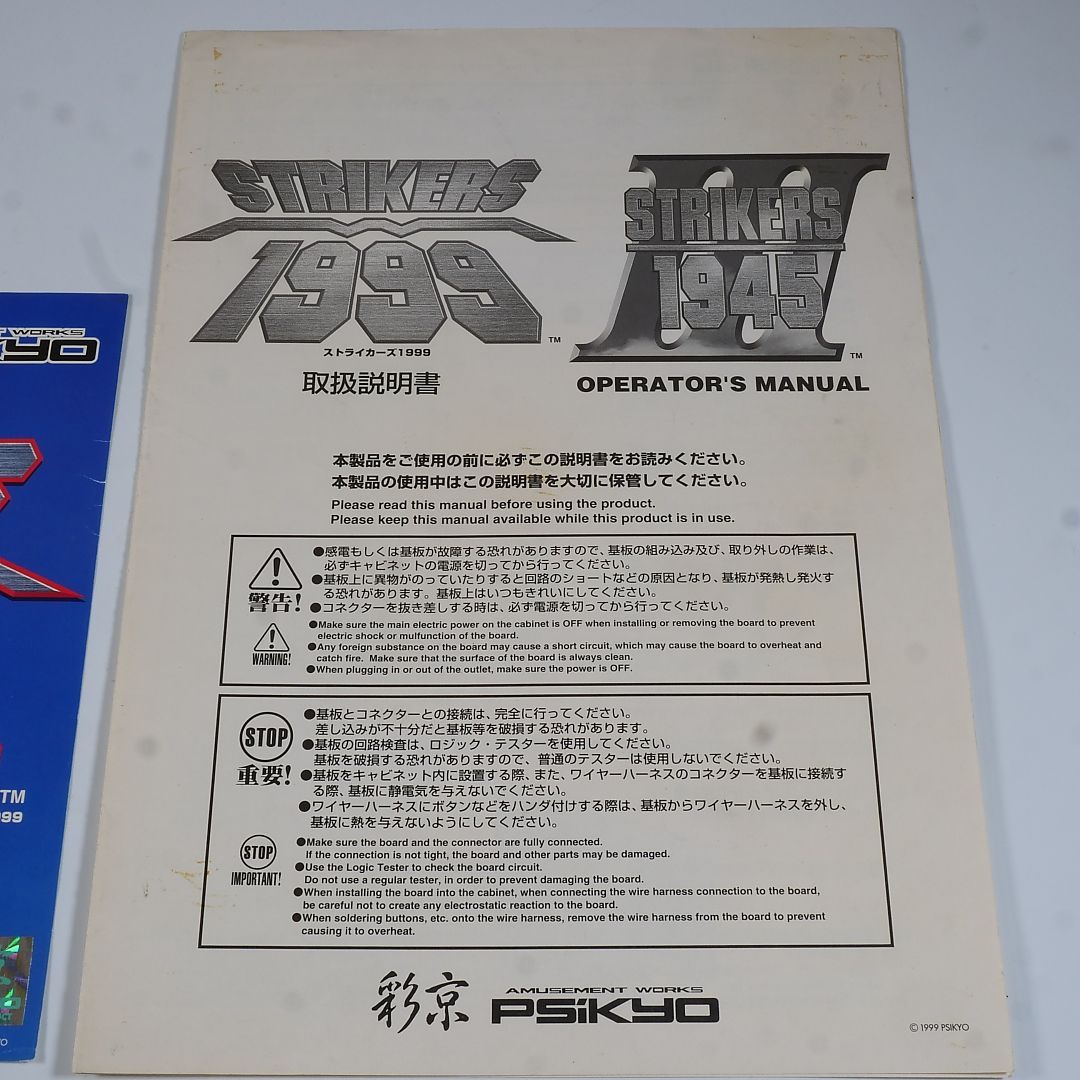 STRIKERS
1999
TM
ストライカーズ1999
取扱説明書
III
STRIKERS
1945
TM
OPERATOR'S MANUAL
本製品をご使用の前に必ずこの説明書をお読みください。
本製品の使用中はこの説明書を大切に保管してください。
Please read this manual before using the product.
Please keep this manual available while this product is in use.
警告!
●感電もしくは基板が故障する恐れがありますので、基板の組み込み及び、取り外しの作業は、
必ずキャビネットの電源を切ってから行ってください。
●基板上に異物がのっていたりすると回路のショートなどの原因となり、基板が発熱し発火す
る恐れがあります。基板上はいつもきれいにしてください。
●コネクターを抜き差しする時は、必ず電源を切ってから行ってください。
WARNING!
●Make sure the main electric power on the cabinet is OFF when installing or removing the board to prevent
electric shock or mulfunction of the board.
●Any foreign substance on the board may cause a short circuit, which may cause the board to overheat and
catch fire. Make sure that the surface of the board is always clean.
●When plugging in or out of the outlet, make sure the power is OFF.
STOP
重要!
●基板とコネクターとの接続は、完全に行ってください。
差し込みが不十分だと基板等を破損する恐れがあります。
●基板の回路検査は、ロジック・テスターを使用してください。
基板を破損する恐れがありますので、普通のテスターは使用しないでください。
●基板をキャビネット内に設置する際、また、ワイヤーハーネスのコネクターを基板に接続す
る際、基板に静電気を与えないでください。
●ワイヤーハーネスにボタンなどをハンダ付けする際は、基板からワイヤーハーネスを外し、
基板に熱を与えないようにしてください。
STOP
IMPORTANT!
●Make sure the board and the connector are fully connected.
If the connection is not tight, the board and other parts may be damaged.
●Use the Logic Tester to check the board circuit.
Do not use a regular tester, in order to prevent damaging the board.
●When installing the board into the cabinet, when connecting the wire harness connection to the board,
be careful not to create any electrostatic reaction to the board.
●When soldering buttons, etc. onto the wire harness, remove the wire harness from the board to prevent
causing it to overheat.
彩京
AMUSEMENT WORKS
PSiKYO
© 1999 PSIKYO
T WORKS
KYO
TM
999